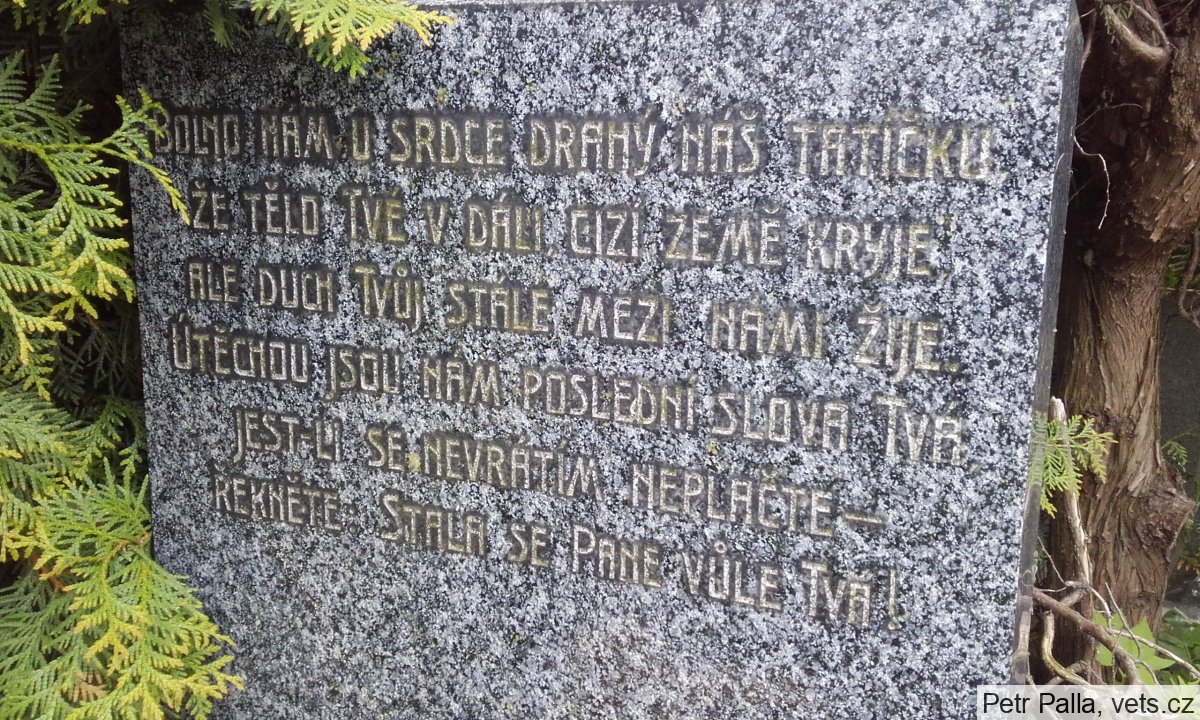 BOLNO NÁM U SRDCE DRAHÝ NÁŠ TATÍČKU,
ŽE TĚLO TVÉ V DÁLI, CIZÍ ZEMĚ KRYJE,
ALE DUCH TVŮJ STÁLE MEZI NÁMI ŽIJE.
ÚTĚCHOU JSOU NÁM POSLEDNÍ SLOVA TVÁ,
JEST-LI SE NEVRÁTÍM NEPLAČTE —
ŘEKNĚTE: STALA SE PANE VŮLE TVÁ!
Petr Palla, vets.cz